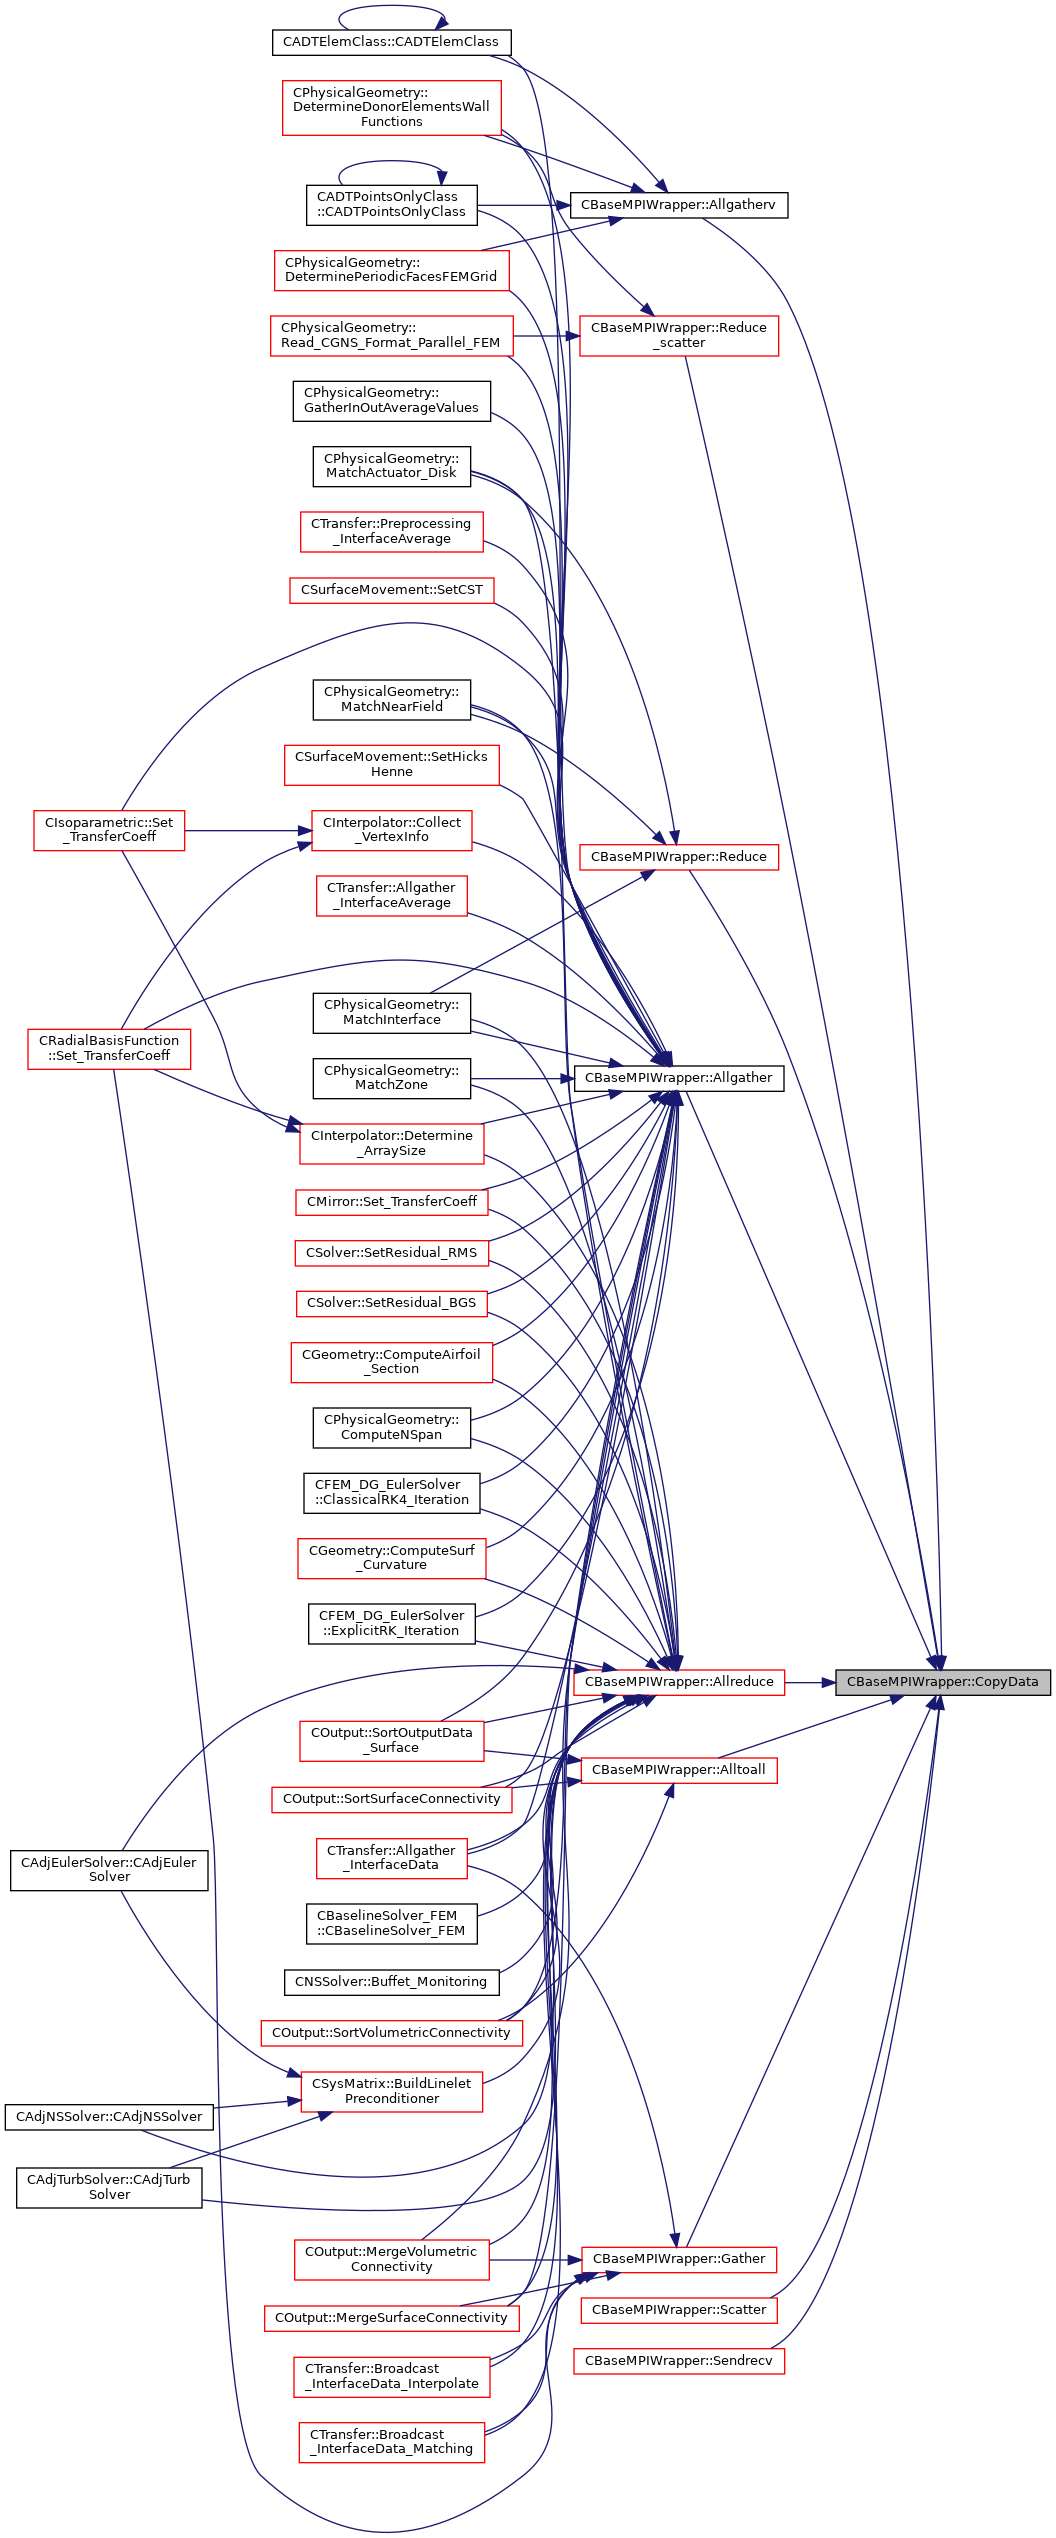 CADTElemClass::CADTElemClass
CPhysicalGeometry::
DetermineDonorElementsWall
Functions
CADTPointsOnlyClass
::CADTPointsOnlyClass
CBaseMPIWrapper::Allgatherv
CPhysicalGeometry::
DeterminePeriodicFacesFEMGrid
CPhysicalGeometry::
Read_CGNS_Format_Parallel_FEM
CBaseMPIWrapper::Reduce
_scatter
CPhysicalGeometry::
GatherInOutAverageValues
CPhysicalGeometry::
MatchActuator_Disk
CTransfer::Preprocessing
_InterfaceAverage
CSurfaceMovement::SetCST
CPhysicalGeometry::
MatchNearField
CSurfaceMovement::SetHicks
Henne
CIsoparametric::Set
_TransferCoeff
CInterpolator::Collect
_VertexInfo
CBaseMPIWrapper::Reduce
CTransfer::Allgather
_InterfaceAverage
CPhysicalGeometry::
MatchInterface
CRadialBasisFunction
::Set_TransferCoeff
CPhysicalGeometry::
MatchZone
CBaseMPIWrapper::Allgather
CInterpolator::Determine
_ArraySize
CMirror::Set_TransferCoeff
CSolver::SetResidual_RMS
CSolver::SetResidual_BGS
CGeometry::ComputeAirfoil
_Section
CPhysicalGeometry::
ComputeNSpan
CFEM_DG_EulerSolver
::ClassicalRK4_Iteration
CGeometry::ComputeSurf
_Curvature
CFEM_DG_EulerSolver
::ExplicitRK_Iteration
CBaseMPIWrapper::Allreduce
CBaseMPIWrapper::CopyData
COutput::SortOutputData
_Surface
CBaseMPIWrapper::Alltoall
COutput::SortSurfaceConnectivity
CTransfer::Allgather
_InterfaceData
CAdjEulerSolver::CAdjEuler
Solver
CBaselineSolver_FEM
::CBaselineSolver_FEM
CNSSolver::Buffet_Monitoring
COutput::SortVolumetricConnectivity
CSysMatrix::BuildLinelet
Preconditioner
CAdjNSSolver::CAdjNSSolver
CAdjTurbSolver::CAdjTurb
Solver
COutput::MergeVolumetric
Connectivity
CBaseMPIWrapper::Gather
COutput::MergeSurfaceConnectivity
CBaseMPIWrapper::Scatter
CBaseMPIWrapper::Sendrecv
CTransfer::Broadcast
_InterfaceData_Interpolate
CTransfer::Broadcast
_InterfaceData_Matching